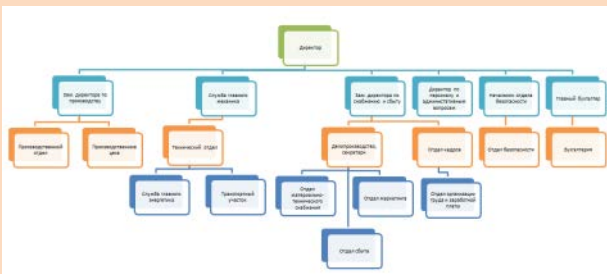 Директор
Зам. директора по
производству
Служба главного
механика
Зам. директора по
снабжению и сбыту
Директор по
персоналу и
административным
вопросам
Начальник отдела
безопасности
Главный бухгалтер
Производственный
отдел
Производственные
цеха
Технический отдел
Делопроизводство,
секретари
Отдел кадров
Отдел безопасности
Бухгалтерия
Служба главного
энергетика
Транспортный
участок
Отдел
материально-
технического
снабжения
Отдел маркетинга
Отдел организации
труда и заработной
платы
Отдел сбыта